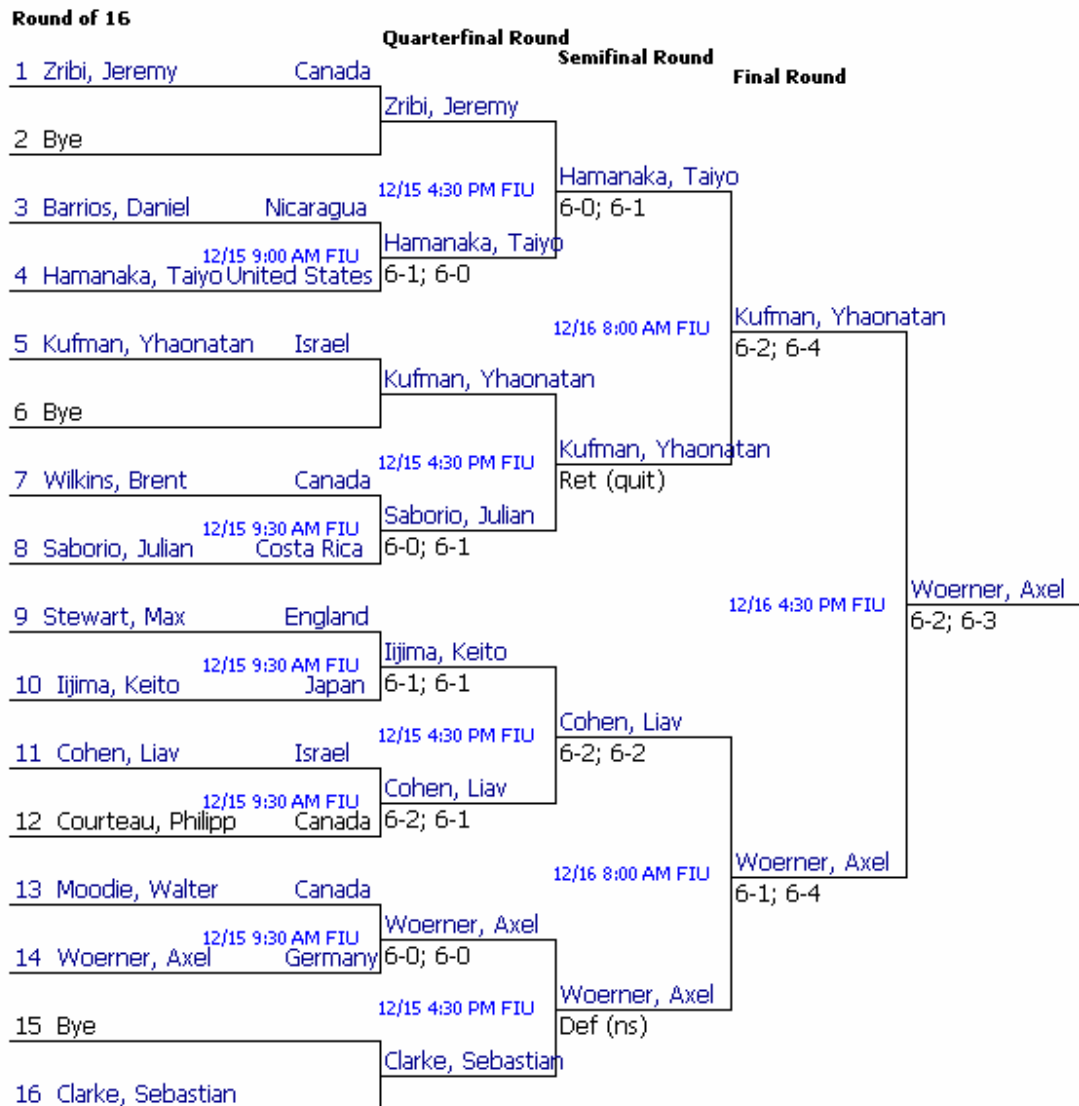 Round of 16
Quarterfinal Round
Semifinal Round
Final Round
1 Zribi, Jeremy Canada
Zribi, Jeremy
2 Bye
12/15 4:30 PM FIU
Hamanaka, Taiyo
6-0; 6-1
3 Barrios, Daniel Nicaragua
12/15 9:00 AM FIU
Hamanaka, Taiyo
6-1; 6-0
4 Hamanaka, Taiyo United States
12/16 8:00 AM FIU
Kufman, Yhaonatan
6-2; 6-4
5 Kufman, Yhaonatan Israel
Kufman, Yhaonatan
6 Bye
12/15 4:30 PM FIU
Kufman, Yhaonatan
Ret (quit)
7 Wilkins, Brent Canada
12/15 9:30 AM FIU
Saborio, Julian
6-0; 6-1
8 Saborio, Julian Costa Rica
12/16 4:30 PM FIU
Woerner, Axel
6-2; 6-3
9 Stewart, Max England
12/15 9:30 AM FIU
Iijima, Keito
6-1; 6-1
10 Iijima, Keito Japan
12/15 4:30 PM FIU
Cohen, Liav
6-2; 6-2
11 Cohen, Liav Israel
12/15 9:30 AM FIU
Cohen, Liav
6-2; 6-1
12 Courteau, Philipp Canada
12/16 8:00 AM FIU
Woerner, Axel
6-1; 6-4
13 Moodie, Walter Canada
12/15 9:30 AM FIU
Woerner, Axel
6-0; 6-0
14 Woerner, Axel Germany
12/15 4:30 PM FIU
Woerner, Axel
Def (ns)
15 Bye
Clarke, Sebastian
16 Clarke, Sebastian